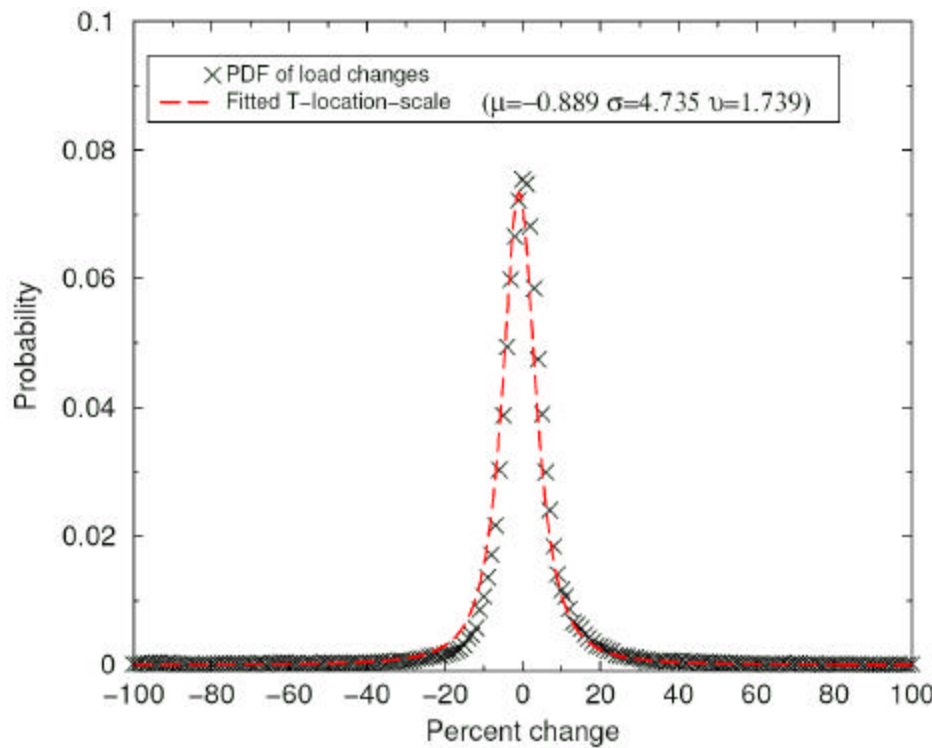 0.1
× PDF of load changes
Fitted T-location-scale (μ=-0.889 σ=4.735 υ=1.739)
0.08
0.06
Probability
0.04
0.02
0
−100 −80 −60 −40 −20 0 20 40 60 80 100
Percent change